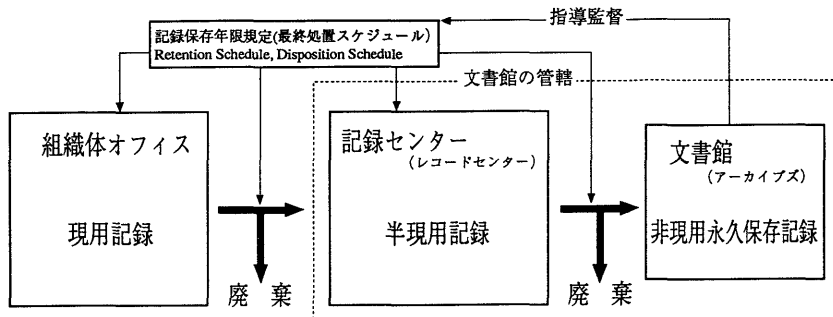 指導監督
記録保存年限規定(最終処置スケジュール)
Retention Schedule, Disposition Schedule
文書館の管轄
組織体オフィス
現用記録
廃 棄
記録センター
(レコードセンター)
半現用記録
廃 棄
文書館
(アーカイブズ)
非現用永久保存記録